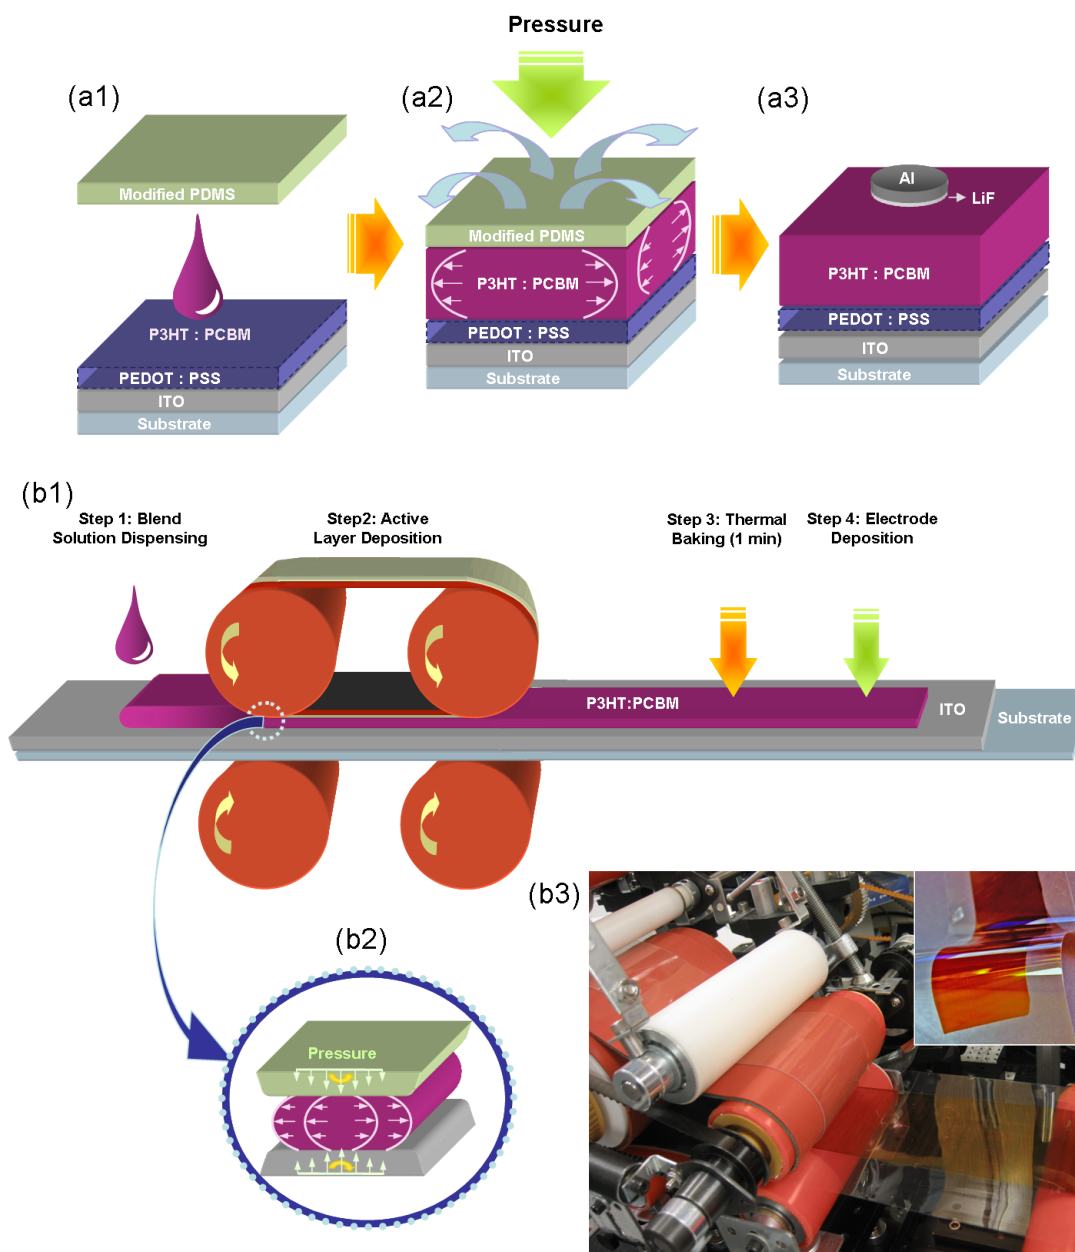 Pressure
(a1)
(a2)
(a3)
Modified PDMS
P3HT : PCBM
PEDOT : PSS
ITO
Substrate
Modified PDMS
P3HT : PCBM
PEDOT : PSS
ITO
Substrate
Al
LiF
P3HT : PCBM
PEDOT : PSS
ITO
Substrate
(b1)
Step 1: Blend
Solution Dispensing
Step2: Active
Layer Deposition
Step 3: Thermal
Baking (1 min)
Step 4: Electrode
Deposition
P3HT:PCBM
ITO
Substrate
(b2)
Pressure
(b3)